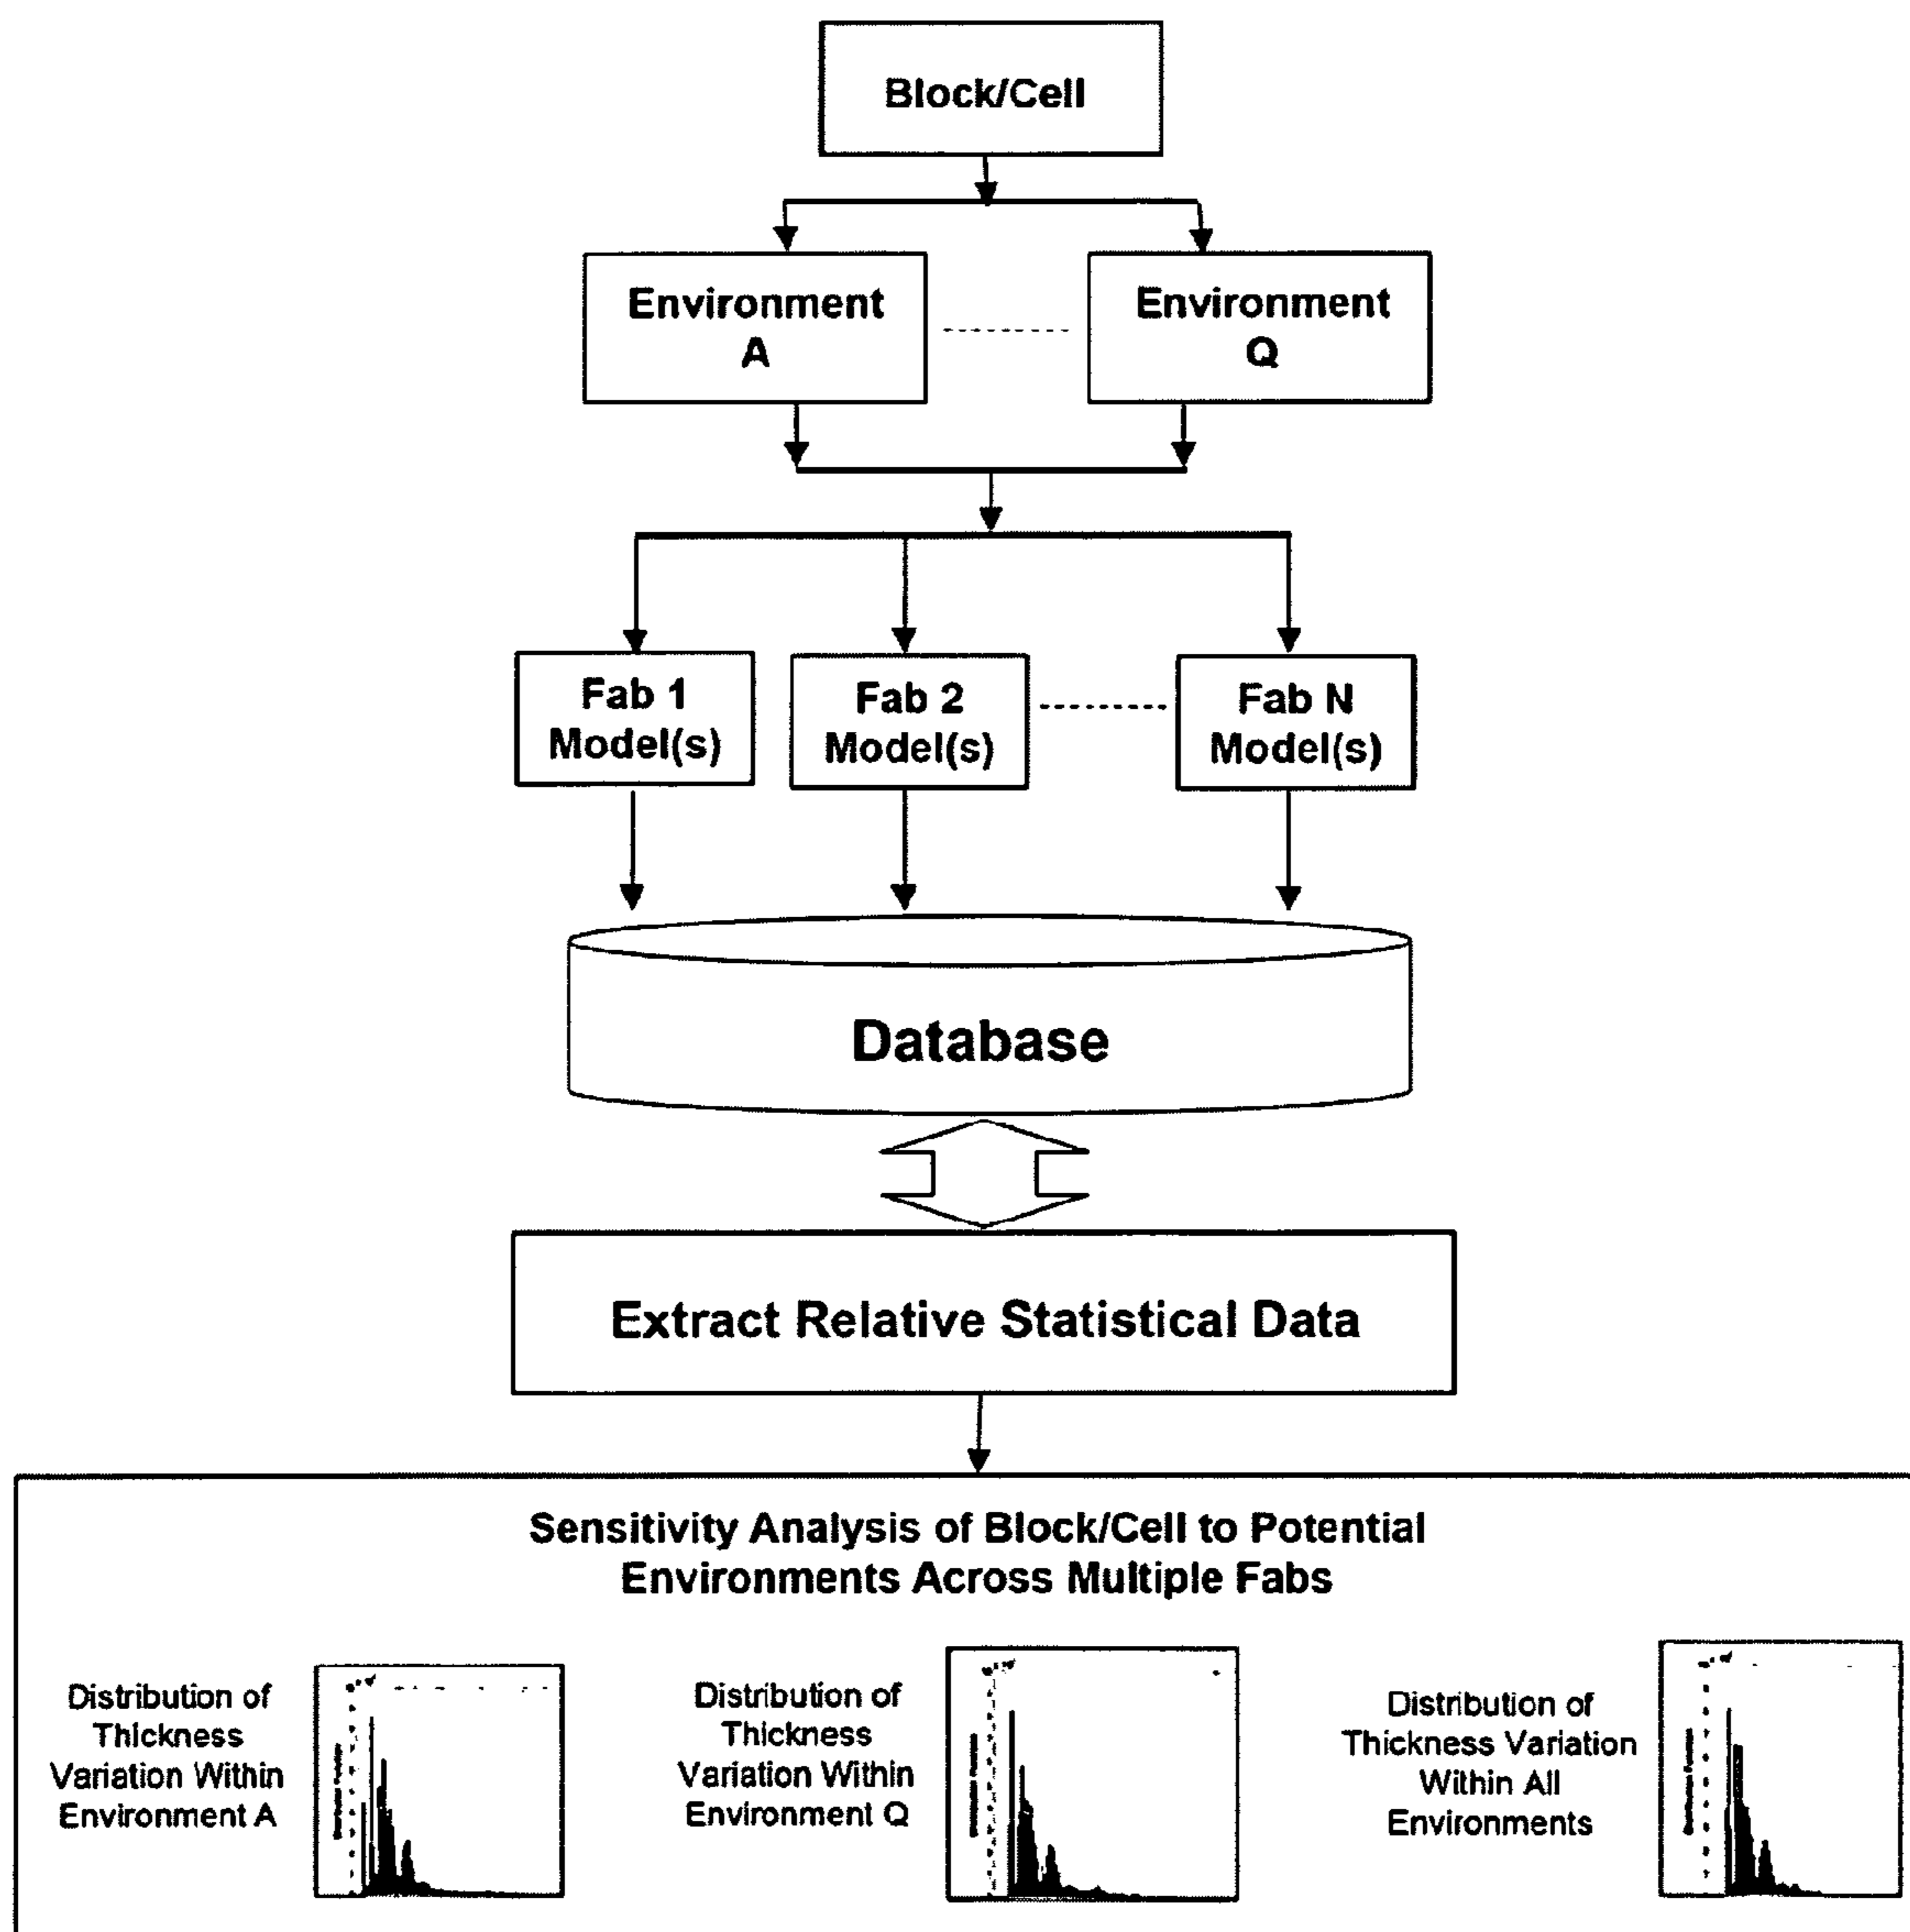 Block/Cell
Environment
A
Environment
Q
Fab 1
Model(s)
Fab 2
Model(s)
Fab N
Model(s)
Database
Extract Relative Statistical Data
Sensitivity Analysis of Block/Cell to Potential
Environments Across Multiple Fabs
Distribution of
Thickness
Variation Within
Environment A
Distribution of
Thickness
Variation Within
Environment Q
Distribution of
Thickness Variation
Within All
Environments